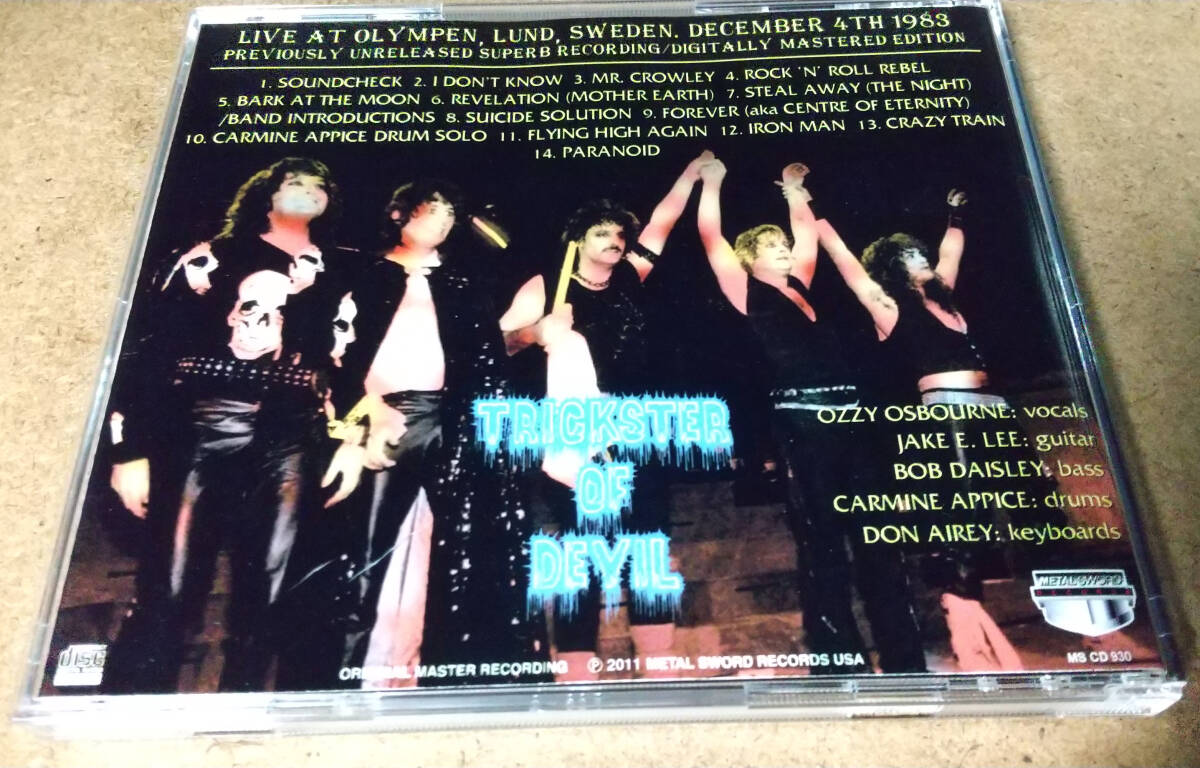 LIVE AT OLYMPEN, LUND, SWEDEN. DECEMBER 4TH 1983
PREVIOUSLY UNRELEASED SUPERB RECORDING/DIGITALLY MASTERED EDITION
1. SOUNDCHECK 2. I DON'T KNOW 3. MR. CROWLEY 4. ROCK 'N' ROLL REBEL
5. BARK AT THE MOON 6. REVELATION (MOTHER EARTH) 7. STEAL AWAY (THE NIGHT)
/BAND INTRODUCTIONS 8. SUICIDE SOLUTION 9. FOREVER (aka CENTRE OF ETERNITY)
10. CARMINE APPICE DRUM SOLO 11. FLYING HIGH AGAIN 12. IRON MAN 13. CRAZY TRAIN
14. PARANOID
TRICKSTER
OF
DEVIL
OZZY OSBOURNE: vocals
JAKE E. LEE: guitar
BOB DAISLEY: bass
CARMINE APPICE: drums
DON AIREY: keyboards
METAL SWORD
RECORDS
disc
ORIGINAL MASTER RECORDING ℗ 2011 METAL SWORD RECORDS USA
MS CD 930